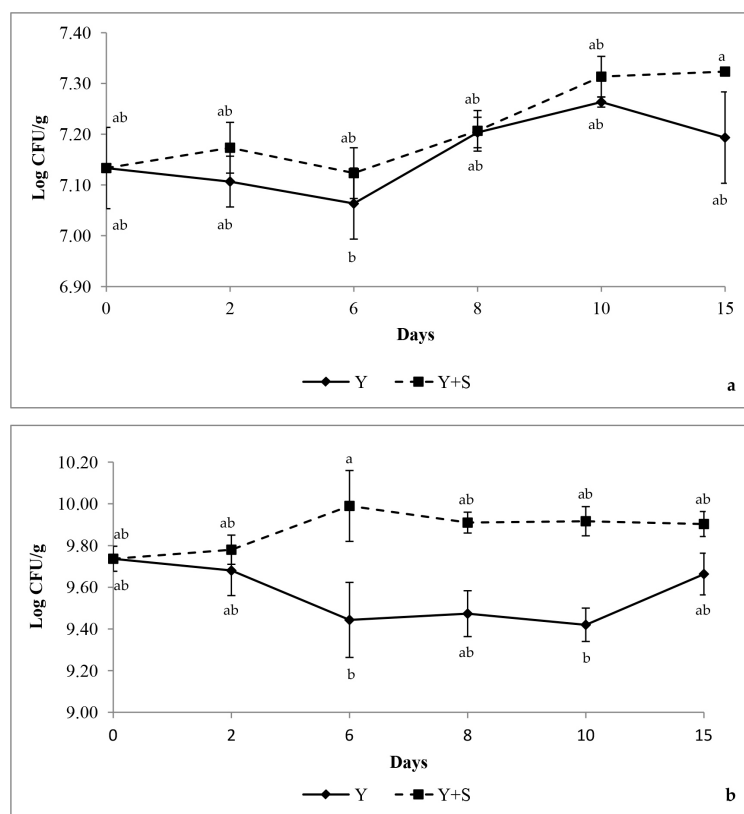 7.40
7.30
7.20
7.10
7.00
6.90
Log CFU/g
ab
ab
ab
ab
ab
b
ab
ab
ab
ab
a
ab
0 2 6 8 10 15
Days
Y Y+S
a
10.20
10.00
9.80
9.60
9.40
9.20
9.00
Log CFU/g
ab
ab
ab
ab
a
b
ab
ab
ab
b
ab
ab
0 2 6 8 10 15
Days
Y Y+S
b